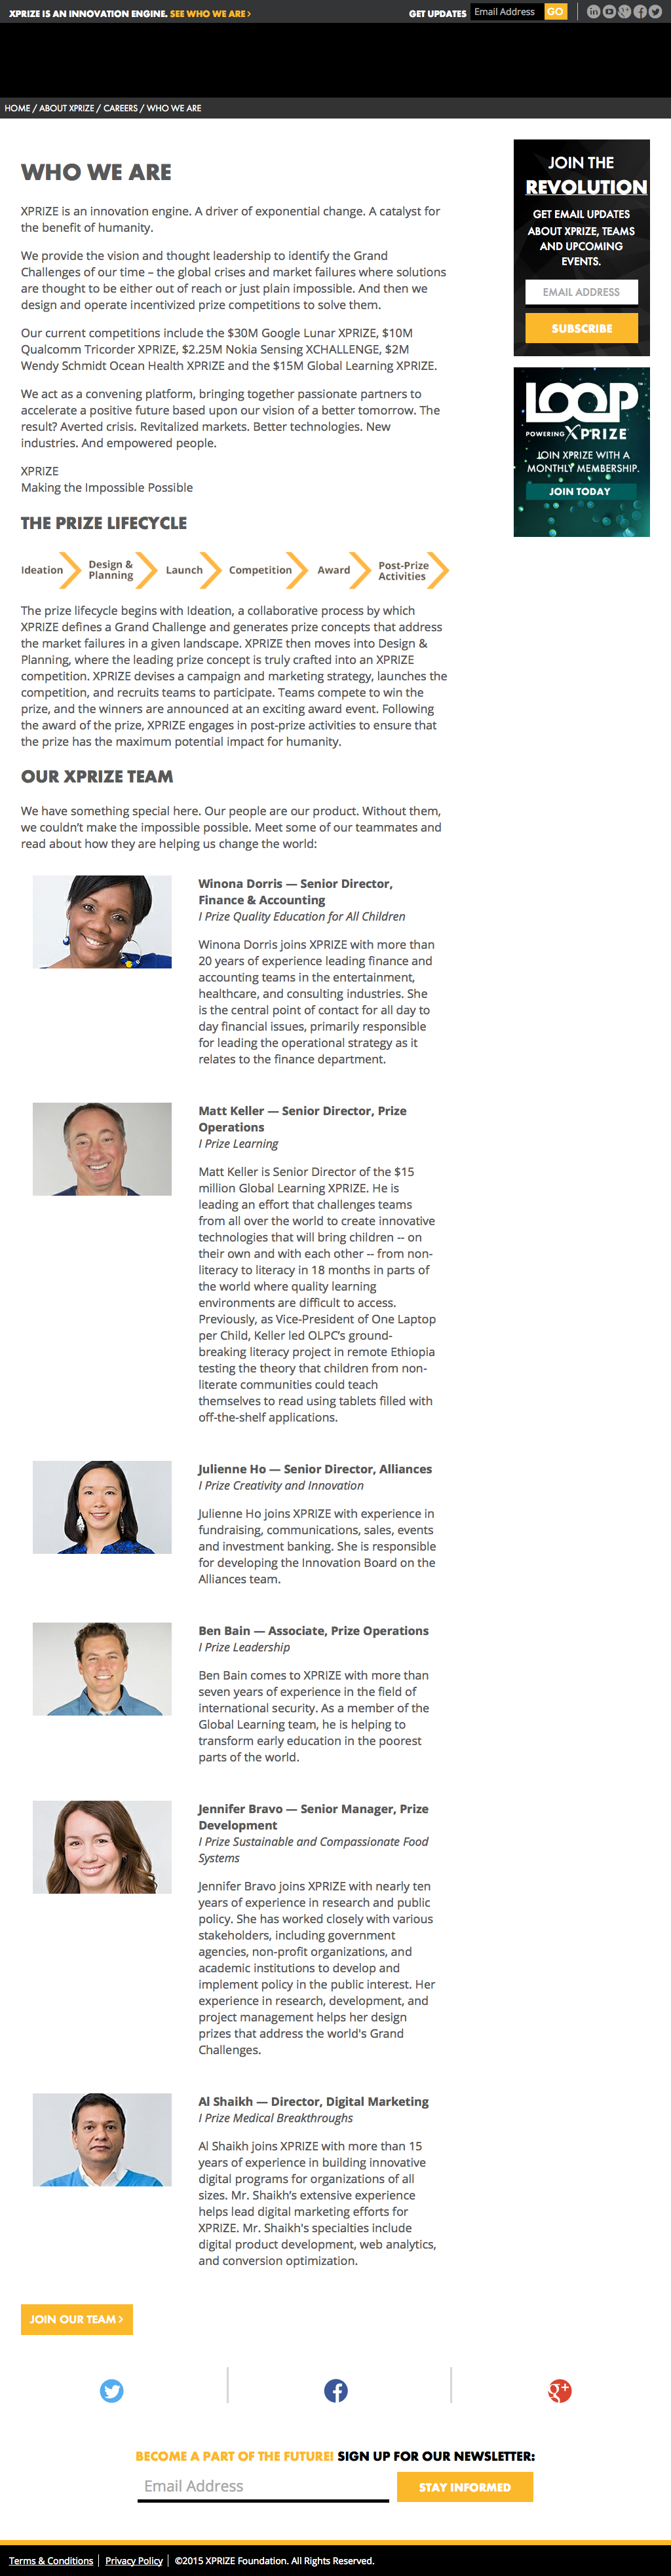 XPRIZE IS AN INNOVATION ENGINE. SEE WHO WE ARE >
GET UPDATES Email Address GO
HOME / ABOUT XPRIZE / CAREERS / WHO WE ARE
WHO WE ARE
XPRIZE is an innovation engine. A driver of exponential change. A catalyst for
the benefit of humanity.
We provide the vision and thought leadership to identify the Grand
Challenges of our time – the global crises and market failures where solutions
are thought to be either out of reach or just plain impossible. And then we
design and operate incentivized prize competitions to solve them.
Our current competitions include the $30M Google Lunar XPRIZE, $10M
Qualcomm Tricorder XPRIZE, $2.25M Nokia Sensing XCHALLENGE, $2M
Wendy Schmidt Ocean Health XPRIZE and the $15M Global Learning XPRIZE.
We act as a convening platform, bringing together passionate partners to
accelerate a positive future based upon our vision of a better tomorrow. The
result? Averted crisis. Revitalized markets. Better technologies. New
industries. And empowered people.
XPRIZE
Making the Impossible Possible
JOIN THE
REVOLUTION
GET EMAIL UPDATES
ABOUT XPRIZE, TEAMS
AND UPCOMING
EVENTS.
EMAIL ADDRESS
SUBSCRIBE
LOOP™
POWERING XPRIZE
JOIN XPRIZE WITH A
MONTHLY MEMBERSHIP.
JOIN TODAY
THE PRIZE LIFECYCLE
Ideation
Design &
Planning
Launch
Competition
Award
Post-Prize
Activities
The prize lifecycle begins with Ideation, a collaborative process by which
XPRIZE defines a Grand Challenge and generates prize concepts that address
the market failures in a given landscape. XPRIZE then moves into Design &
Planning, where the leading prize concept is truly crafted into an XPRIZE
competition. XPRIZE devises a campaign and marketing strategy, launches the
competition, and recruits teams to participate. Teams compete to win the
prize, and the winners are announced at an exciting award event. Following
the award of the prize, XPRIZE engages in post-prize activities to ensure that
the prize has the maximum potential impact for humanity.
OUR XPRIZE TEAM
We have something special here. Our people are our product. Without them,
we couldn’t make the impossible possible. Meet some of our teammates and
read about how they are helping us change the world:
Winona Dorris — Senior Director,
Finance & Accounting
I Prize Quality Education for All Children
Winona Dorris joins XPRIZE with more than
20 years of experience leading finance and
accounting teams in the entertainment,
healthcare, and consulting industries. She
is the central point of contact for all day to
day financial issues, primarily responsible
for leading the operational strategy as it
relates to the finance department.
Matt Keller — Senior Director, Prize
Operations
I Prize Learning
Matt Keller is Senior Director of the $15
million Global Learning XPRIZE. He is
leading an effort that challenges teams
from all over the world to create innovative
technologies that will bring children -- on
their own and with each other -- from non-
literacy to literacy in 18 months in parts of
the world where quality learning
environments are difficult to access.
Previously, as Vice-President of One Laptop
per Child, Keller led OLPC’s ground-
breaking literacy project in remote Ethiopia
testing the theory that children from non-
literate communities could teach
themselves to read using tablets filled with
off-the-shelf applications.
Julienne Ho — Senior Director, Alliances
I Prize Creativity and Innovation
Julienne Ho joins XPRIZE with experience in
fundraising, communications, sales, events
and investment banking. She is responsible
for developing the Innovation Board on the
Alliances team.
Ben Bain — Associate, Prize Operations
I Prize Leadership
Ben Bain comes to XPRIZE with more than
seven years of experience in the field of
international security. As a member of the
Global Learning team, he is helping to
transform early education in the poorest
parts of the world.
Jennifer Bravo — Senior Manager, Prize
Development
I Prize Sustainable and Compassionate Food
Systems
Jennifer Bravo joins XPRIZE with nearly ten
years of experience in research and public
policy. She has worked closely with various
stakeholders, including government
agencies, non-profit organizations, and
academic institutions to develop and
implement policy in the public interest. Her
experience in research, development, and
project management helps her design
prizes that address the world's Grand
Challenges.
Al Shaikh — Director, Digital Marketing
I Prize Medical Breakthroughs
Al Shaikh joins XPRIZE with more than 15
years of experience in building innovative
digital programs for organizations of all
sizes. Mr. Shaikh’s extensive experience
helps lead digital marketing efforts for
XPRIZE. Mr. Shaikh's specialties include
digital product development, web analytics,
and conversion optimization.
JOIN OUR TEAM >
BECOME A PART OF THE FUTURE! SIGN UP FOR OUR NEWSLETTER:
Email Address
STAY INFORMED
Terms & Conditions | Privacy Policy | ©2015 XPRIZE Foundation. All Rights Reserved.